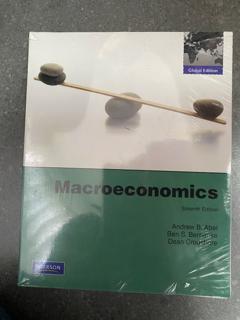 Global Edition
Macroeconomics
Seventh Edition
Andrew B. Abel
Ben S. Bernanke
Dean Croushore
PEARSON